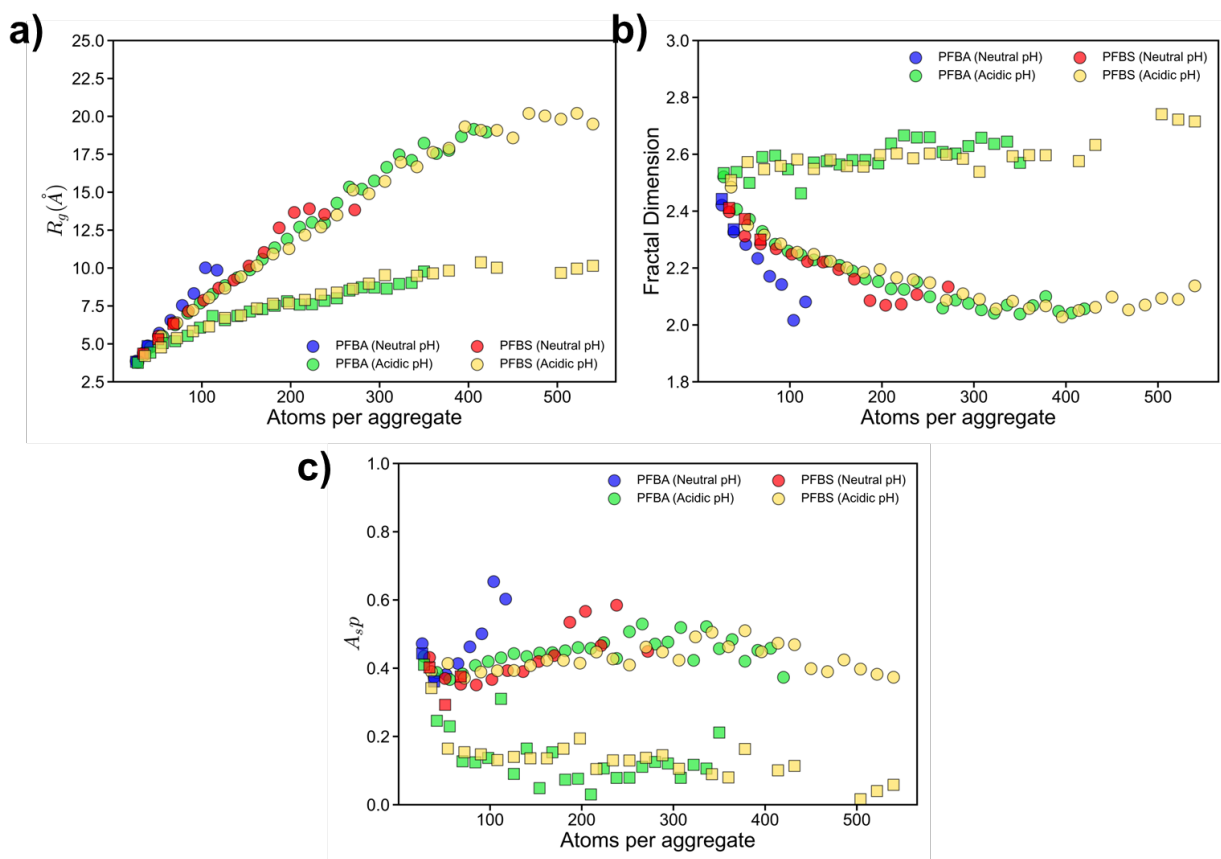 a)
25.0
22.5
20.0
17.5
15.0
12.5
10.0
7.5
5.0
2.5
R_g(Å)
PFBA (Neutral pH) PFBS (Neutral pH)
PFBA (Acidic pH) PFBS (Acidic pH)
100 200 300 400 500
Atoms per aggregate
b)
3.0
2.8
2.6
2.4
2.2
2.0
1.8
Fractal Dimension
PFBA (Neutral pH) PFBS (Neutral pH)
PFBA (Acidic pH) PFBS (Acidic pH)
100 200 300 400 500
Atoms per aggregate
c)
1.0
0.8
0.6
0.4
0.2
0.0
A_sp
PFBA (Neutral pH) PFBS (Neutral pH)
PFBA (Acidic pH) PFBS (Acidic pH)
100 200 300 400 500
Atoms per aggregate